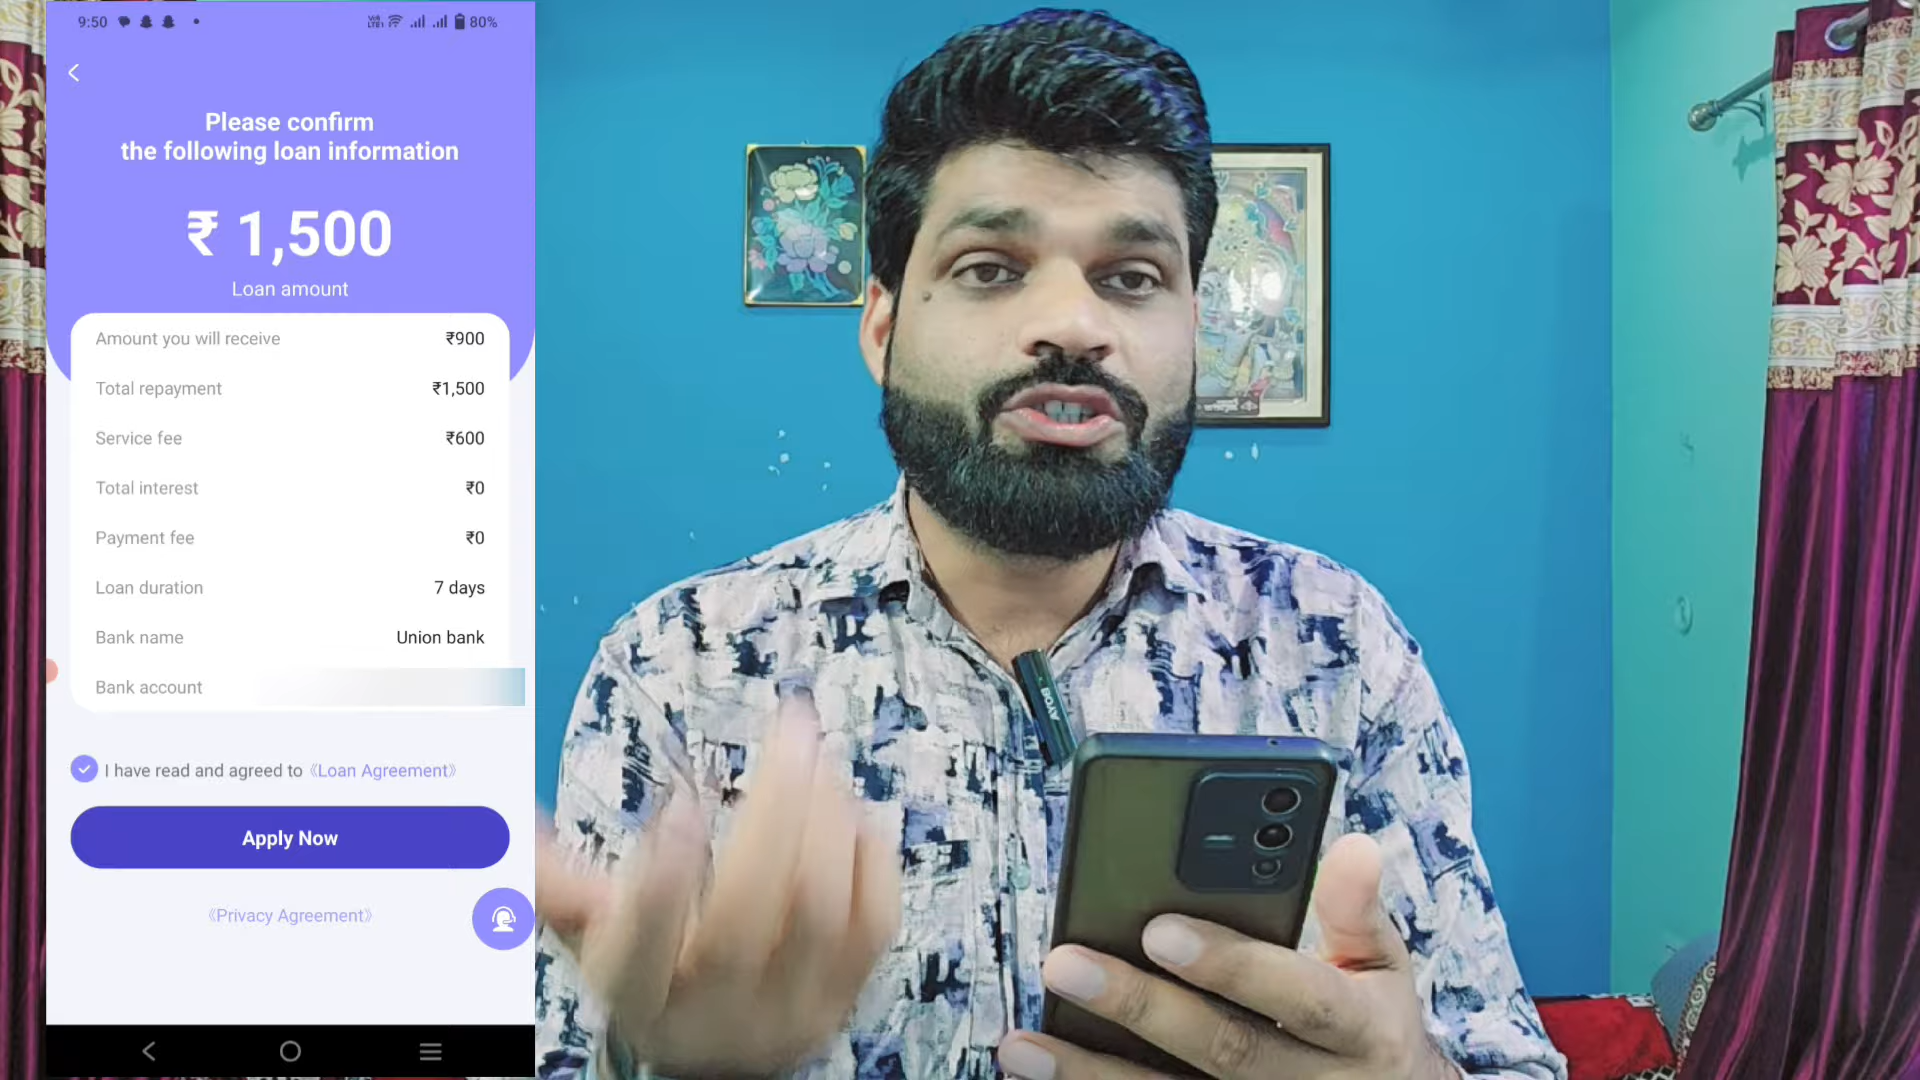 9:50
80%
Please confirm
the following loan information
₹ 1,500
Loan amount
Amount you will receive ₹900
Total repayment ₹1,500
Service fee ₹600
Total interest ₹0
Payment fee ₹0
Loan duration 7 days
Bank name Union bank
Bank account
I have read and agreed to 《Loan Agreement》
Apply Now
《Privacy Agreement》
BOYA